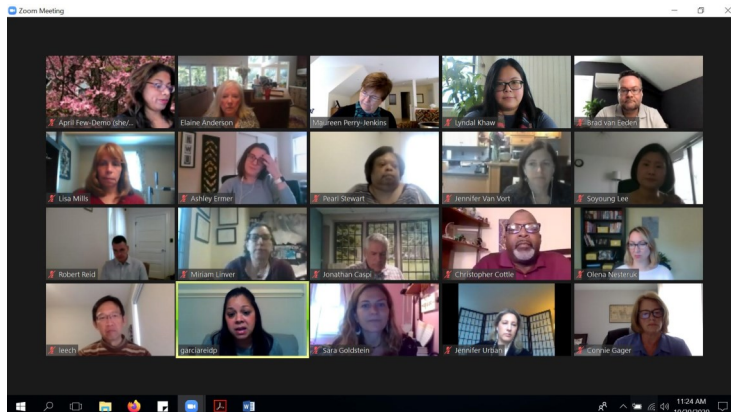 Zoom Meeting
April Few-Demo (she/...
Elaine Anderson
Maureen Perry-Jenkins
Lyndal Khaw
Brad van Eeden
Lisa Mills
Ashley Ermer
Pearl Stewart
Jennifer Van Vort
Soyoung Lee
Robert Reid
Miriam Linver
Jonathan Caspi
Christopher Cottle
Olena Nesteruk
leech
garciareidp
Sara Goldstein
Jennifer Urban
Connie Gager
11:24 AM